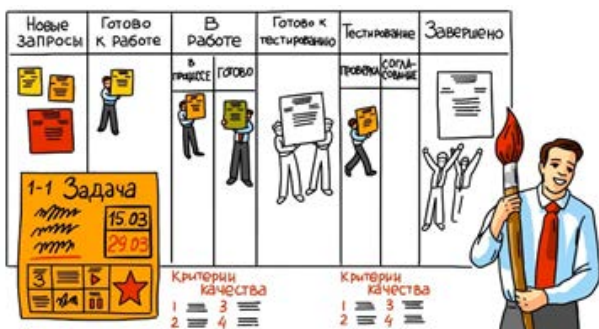 Новые
Запросы
Готово
к работе
В
работе
В
процессе
Готово
Готово к
тестированию
Тестирование
Проверка
Согла-
сование
Завершено
1-1 Задача
15.03
29.03
3
Критерии
качества
1 3
2 4
Критерии
качества
1 3
2 4